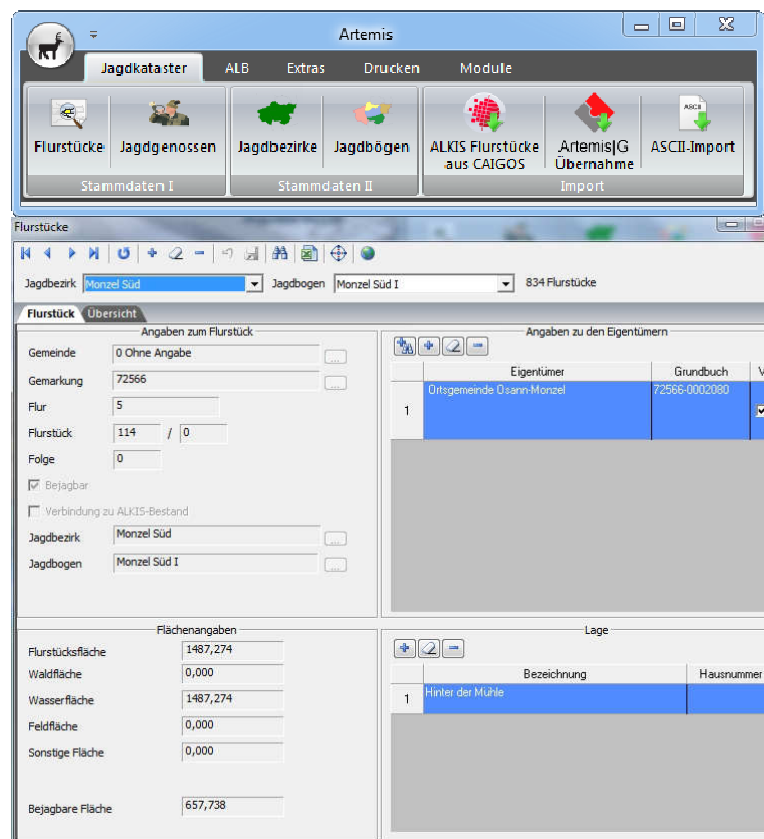 Artemis
Jagdkataster ALB Extras Drucken Module
Flurstücke Jagdgenossen Jagdbezirke Jagdbögen ALKIS Flurstücke aus CAIGOS Artemis|G Übernahme ASCII-Import
ASCII
Stammdaten I Stammdaten II Import
Flurstücke
Jagdbezirk Monzel Süd Jagdbogen Monzel Süd I 834 Flurstücke
Flurstück Übersicht
Angaben zum Flurstück
Gemeinde 0 Ohne Angabe ...
Gemarkung 72566 ...
Flur 5
Flurstück 114 / 0
Folge 0
Bejagbar
Verbindung zu ALKIS-Bestand
Jagdbezirk Monzel Süd ...
Jagdbogen Monzel Süd I ...
Angaben zu den Eigentümern
Eigentümer Grundbuch V
1 Ortsgemeinde Osann-Monzel 72566-0002080
Flächenangaben
Flurstücksfläche 1487,274
Waldfläche 0,000
Wasserfläche 1487,274
Feldfläche 0,000
Sonstige Fläche 0,000
Bejagbare Fläche 657,738
Lage
Bezeichnung Hausnummer
1 Hinter der Mühle